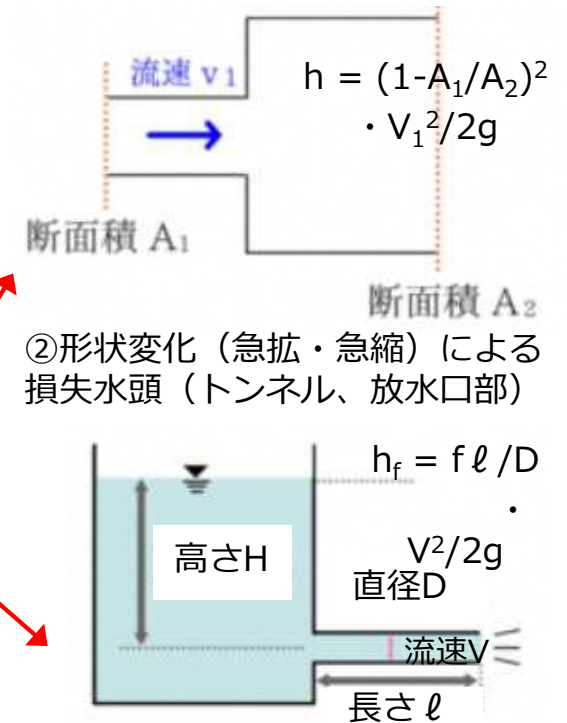 流速 v1
h = (1-A₁/A₂)²
・V₁²/2g
断面積 A₁
断面積 A₂
②形状変化（急拡・急縮）による
損失水頭（トンネル、放水口部）
h_f = fℓ/D
・
V²/2g
高さH
直径D
流速V
長さℓ